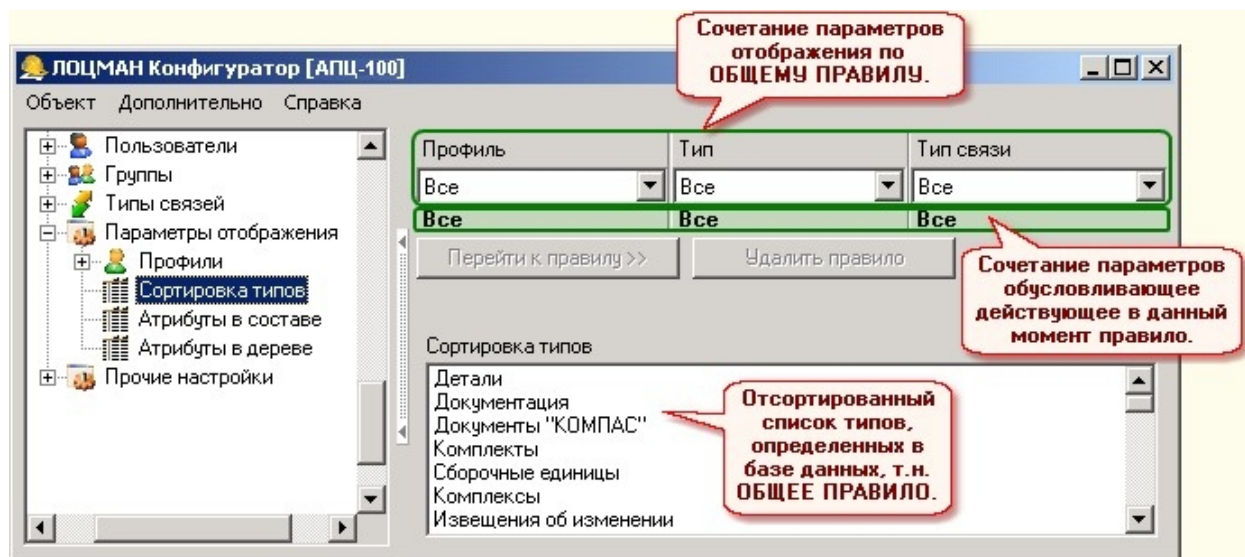 Сочетание параметров
отображения по
ОБЩЕМУ ПРАВИЛУ.
ЛОЦМАН Конфигуратор [АПЦ-100]
Объект Дополнительно Справка
Пользователи
Группы
Типы связей
Параметры отображения
Профили
Сортировка типов
Атрибуты в составе
Атрибуты в дереве
Прочие настройки
Профиль Тип Тип связи
Все Все Все
Все Все Все
Перейти к правилу >> Удалить правило
Сочетание параметров
обусловливающее
действующее в данный
момент правило.
Сортировка типов
Детали
Документация
Документы "КОМПАС"
Комплекты
Сборочные единицы
Комплексы
Извещения об изменении
Отсортированный
список типов,
определенных в
базе данных, т.н.
ОБЩЕЕ ПРАВИЛО.